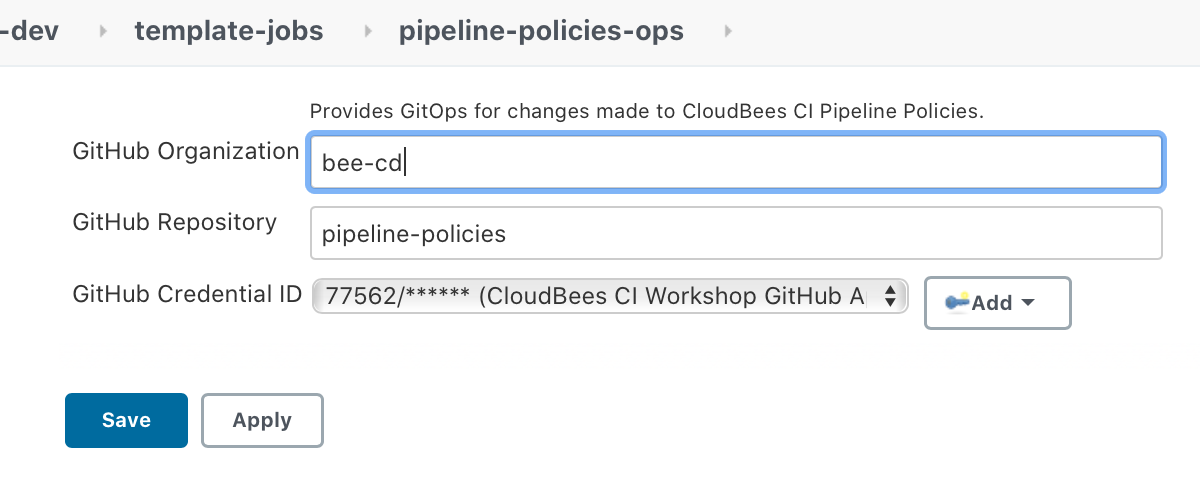 -dev template-jobs pipeline-policies-ops
Provides GitOps for changes made to CloudBees CI Pipeline Policies.
GitHub Organization bee-cd
GitHub Repository pipeline-policies
GitHub Credential ID 77562/****** (CloudBees CI Workshop GitHub A Add
Save Apply